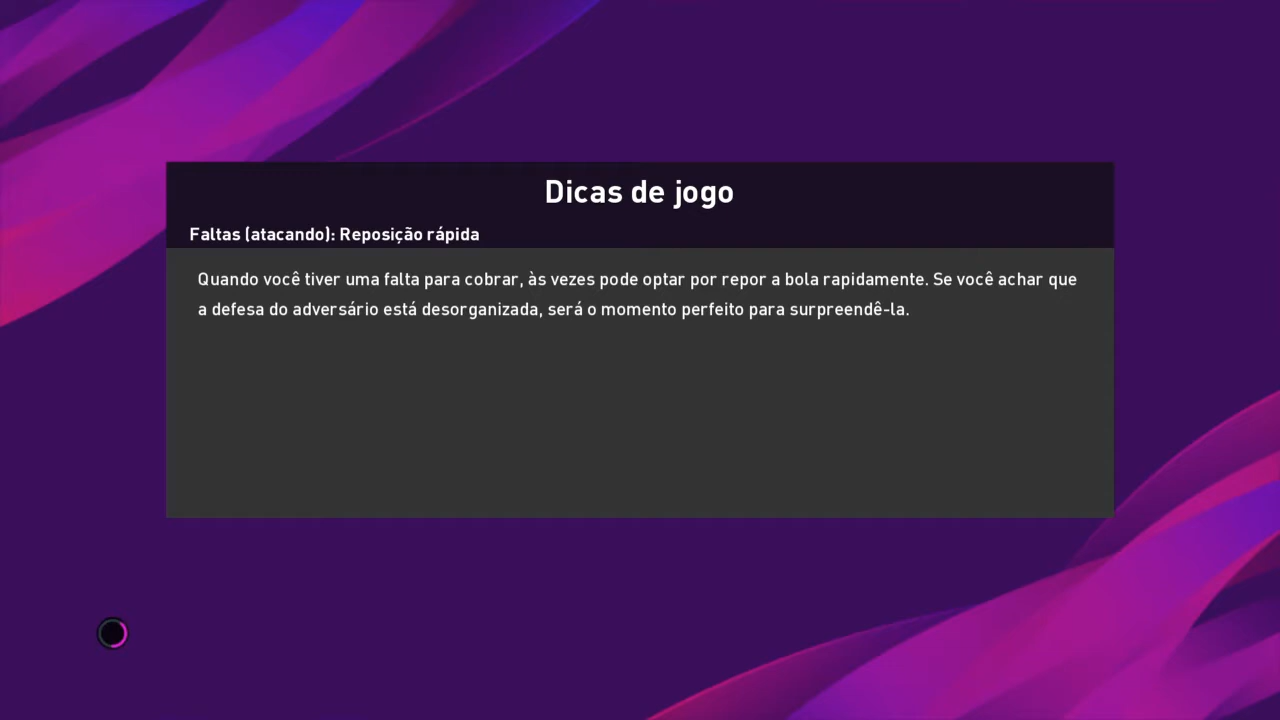 Dicas de jogo
Faltas (atacando): Reposição rápida
Quando você tiver uma falta para cobrar, às vezes pode optar por repor a bola rapidamente. Se você achar que
a defesa do adversário está desorganizada, será o momento perfeito para surpreendê-la.